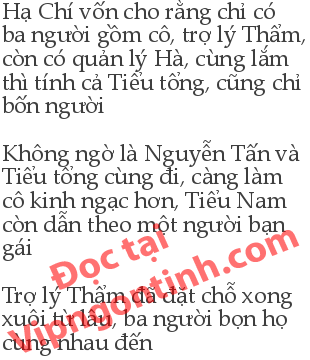 Hạ Chí vốn cho rằng chỉ có
ba người gồm cô, trợ lý Thẩm,
còn có quản lý Hà, cùng lắm
thì tính cả Tiểu tổng, cũng chỉ
bốn người
Không ngờ là Nguyễn Tấn và
Tiểu tổng cùng đi, càng làm
cô kinh ngạc hơn, Tiểu Nam
còn dẫn theo một người bạn
gái
Đọc tại
Vipngontinh.com
Trợ lý Thẩm đã đặt chỗ xong
xuôi từ lâu, ba người bọn họ
cùng nhau đến